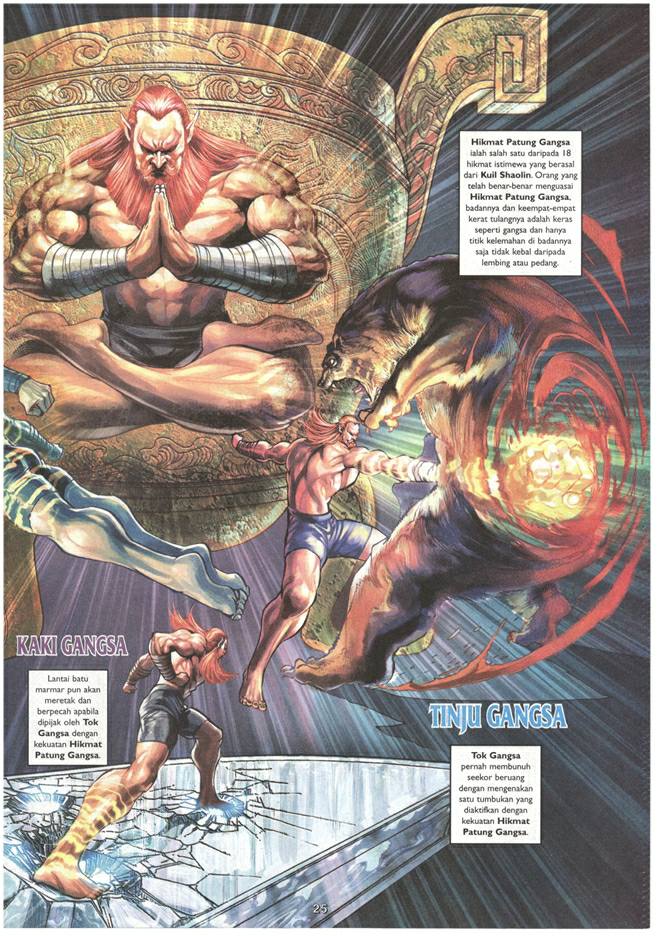 Hikmat Patung Gangsa
ialah salah satu daripada 18
hikmat istimewa yang berasal
dari Kuil Shaolin. Orang yang
telah benar-benar menguasai
Hikmat Patung Gangsa,
badannya dan keempat-empat
kerat tulangnya adalah keras
seperti gangsa dan hanya
titik kelemahan di badannya
saja tidak kebal daripada
lembing atau pedang.
KAKI GANGSA
Lantai batu
marmar pun akan
meretak dan
berpecah apabila
dipijak oleh Tok
Gangsa dengan
kekuatan Hikmat
Patung Gangsa.
TINJU GANGSA
Tok Gangsa
pernah membunuh
seekor beruang
dengan mengenakan
satu tumbukan yang
diaktifkan dengan
kekuatan Hikmat
Patung Gangsa.
25